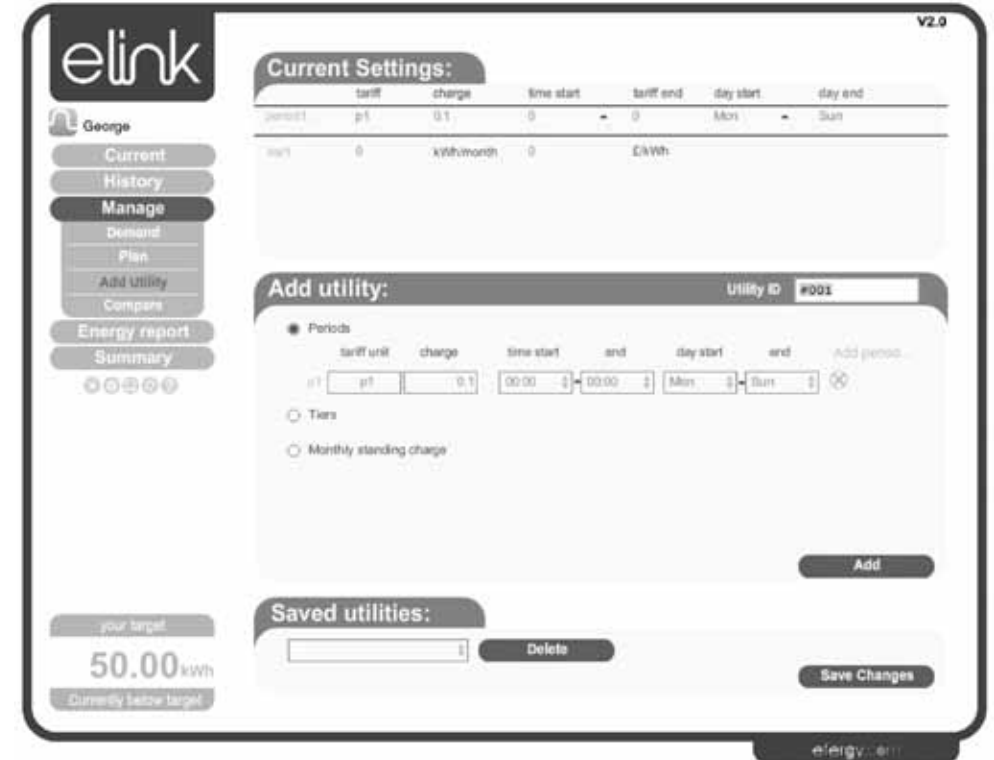 V2.0
elink
George
Current
History
Manage
Demand
Plan
Add Utility
Compare
Energy report
Summary
your target
50.00 kWh
Currently below target
Current Settings:
tariff charge time start tariff end day start day end
period1 p1 0.1 0 - 0 Mon - Sun
start 0 kWh/month 0 £/kWh
Add utility:
Utility ID #001
Periods
tariff unit charge time start end day start end Add period...
p1 p1 0.1 00:00 - 00:00 Mon - Sun
Tiers
Monthly standing charge
Add
Saved utilities:
Delete
Save Changes